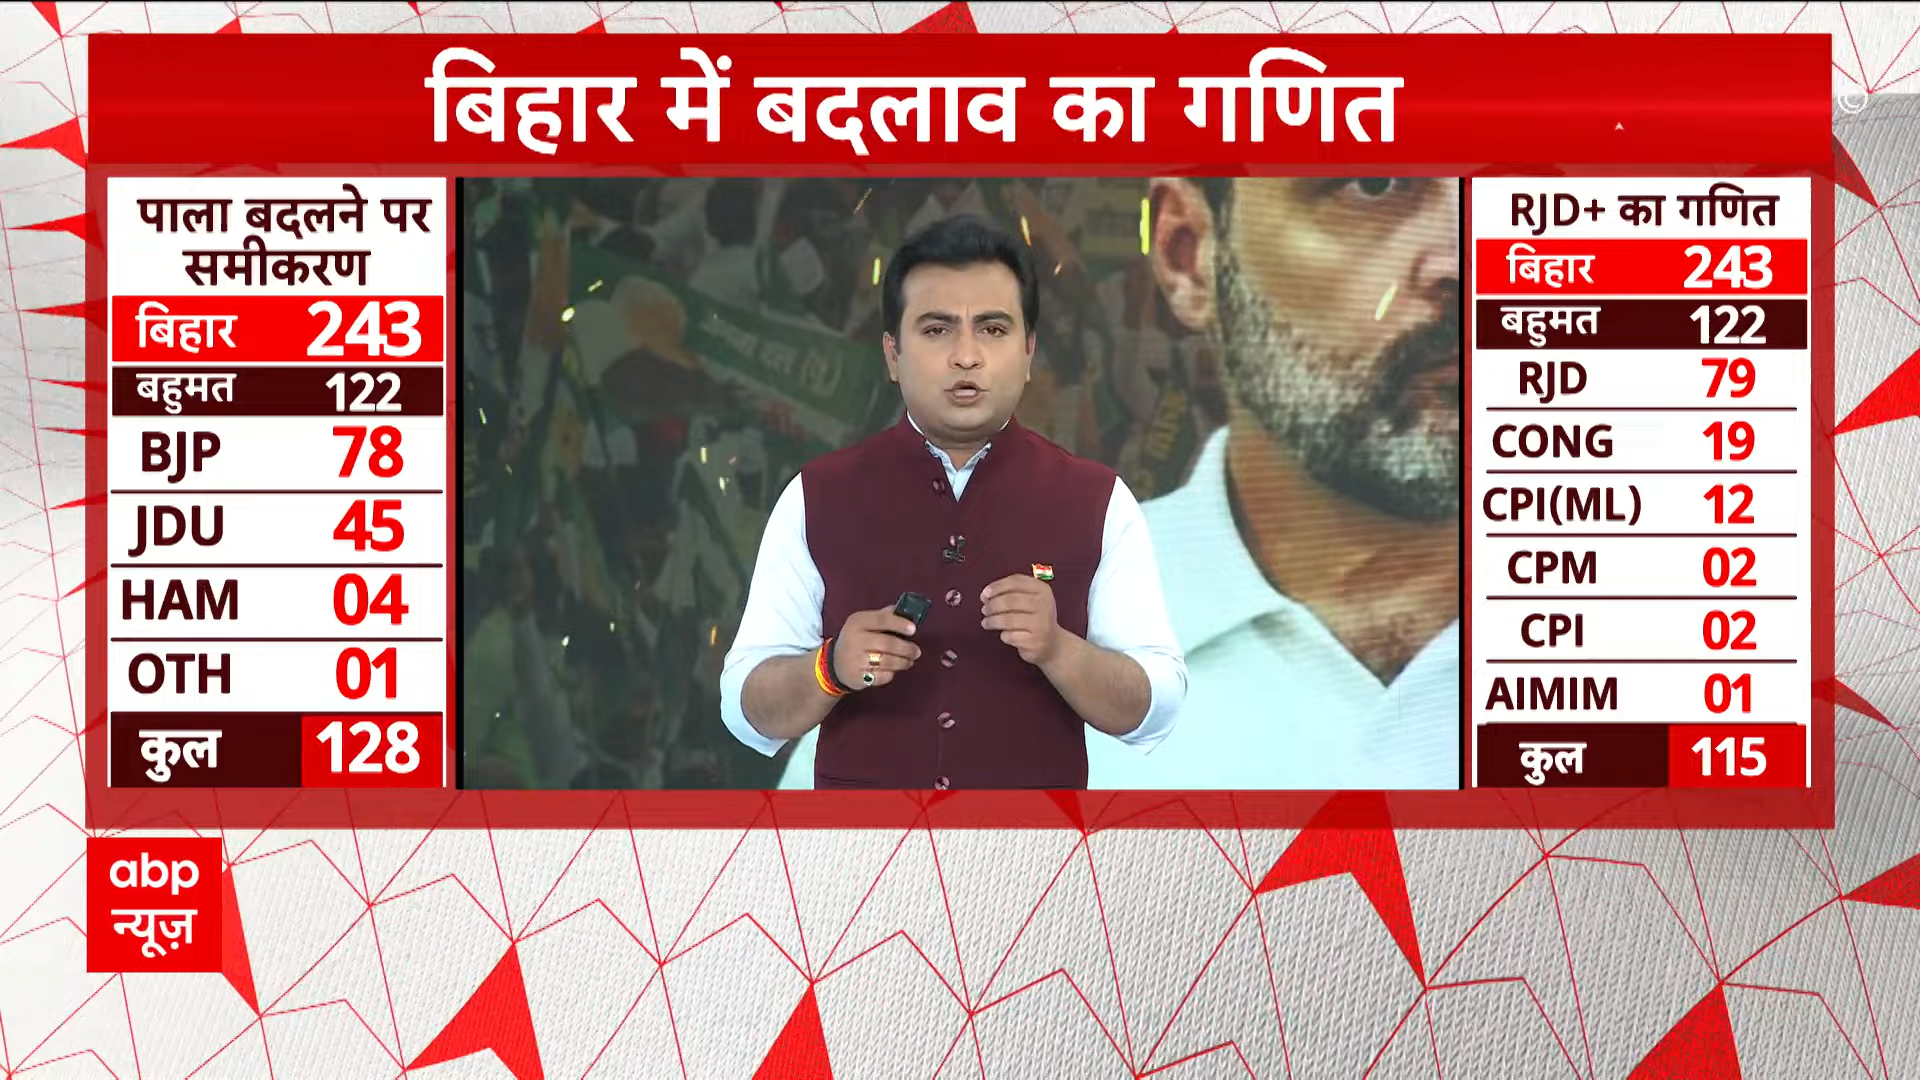 बिहार में बदलाव का गणित
©
पाला बदलने पर
समीकरण
बिहार 243
बहुमत 122
BJP 78
JDU 45
HAM 04
OTH 01
कुल 128
RJD+ का गणित
बिहार 243
बहुमत 122
RJD 79
CONG 19
CPI(ML) 12
CPM 02
CPI 02
AIMIM 01
कुल 115
abp
न्यूज़